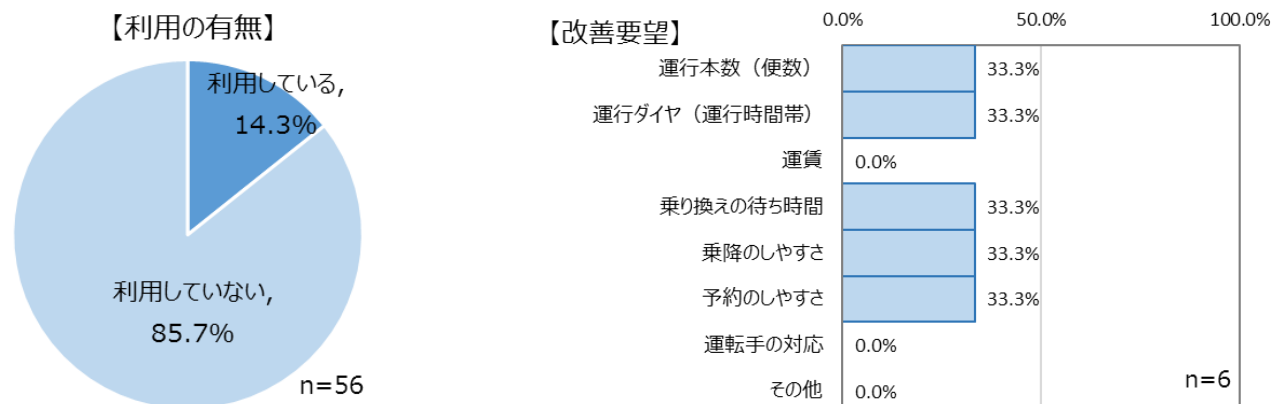 【利用の有無】
利用している,
14.3%
利用していない,
85.7%
n=56
【改善要望】
0.0% 50.0% 100.0%
運行本数（便数） 33.3%
運行ダイヤ（運行時間帯） 33.3%
運賃 0.0%
乗り換えの待ち時間 33.3%
乗降のしやすさ 33.3%
予約のしやすさ 33.3%
運転手の対応 0.0%
その他 0.0%
n=6